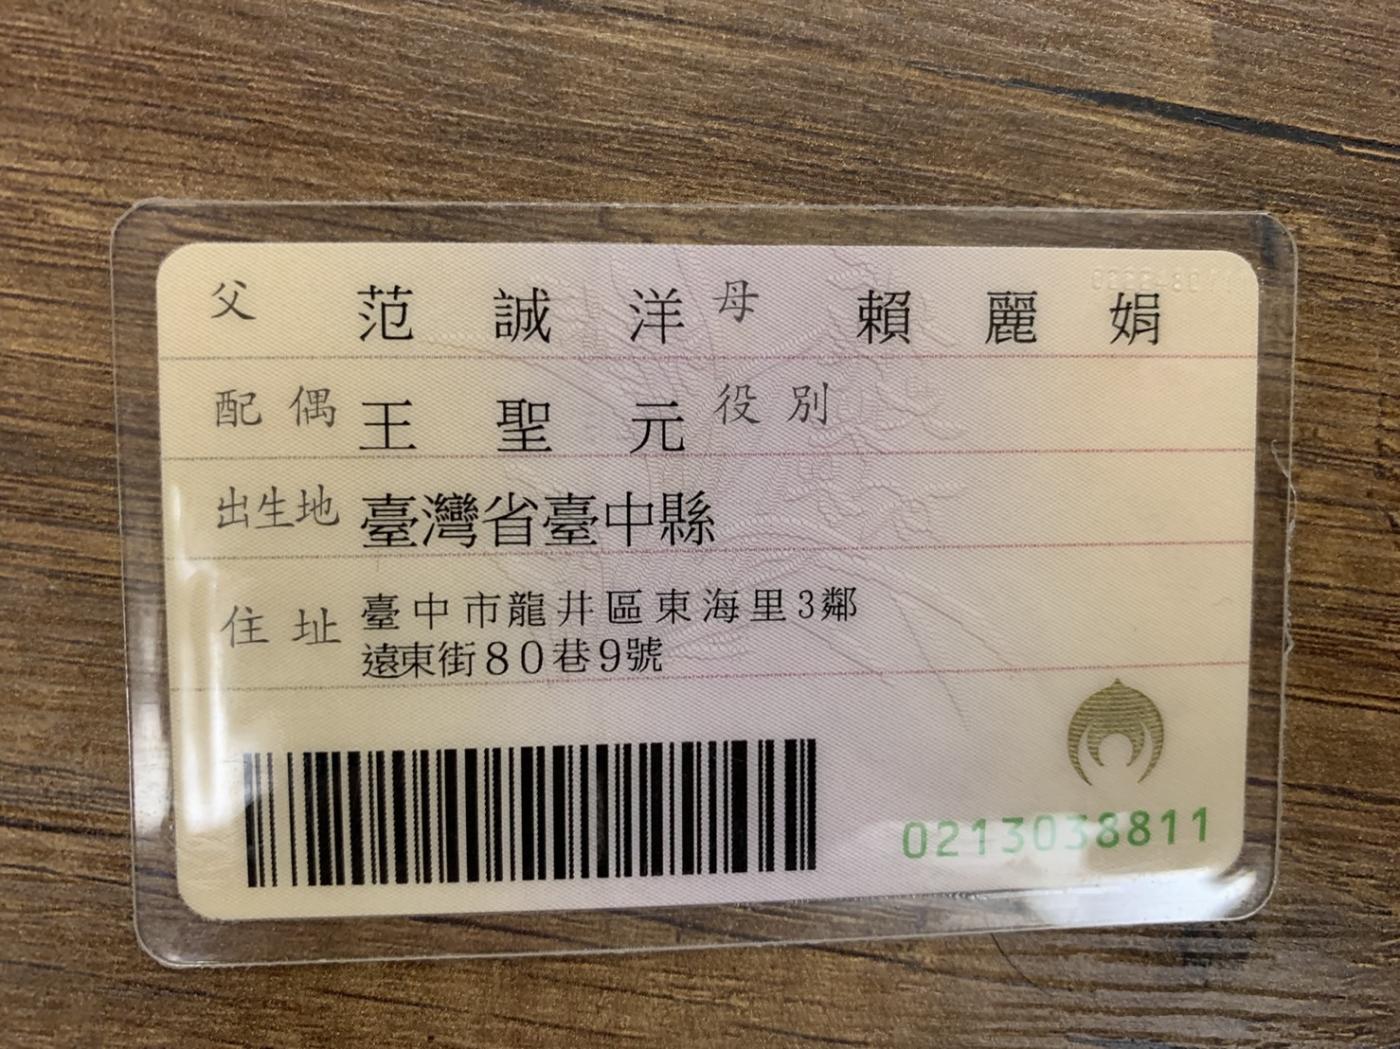 父 范誠洋 母 賴麗娟
配偶 王聖元 役別
出生地 臺灣省臺中縣
住址 臺中市龍井區東海里3鄰
遠東街80巷9號
0213038811